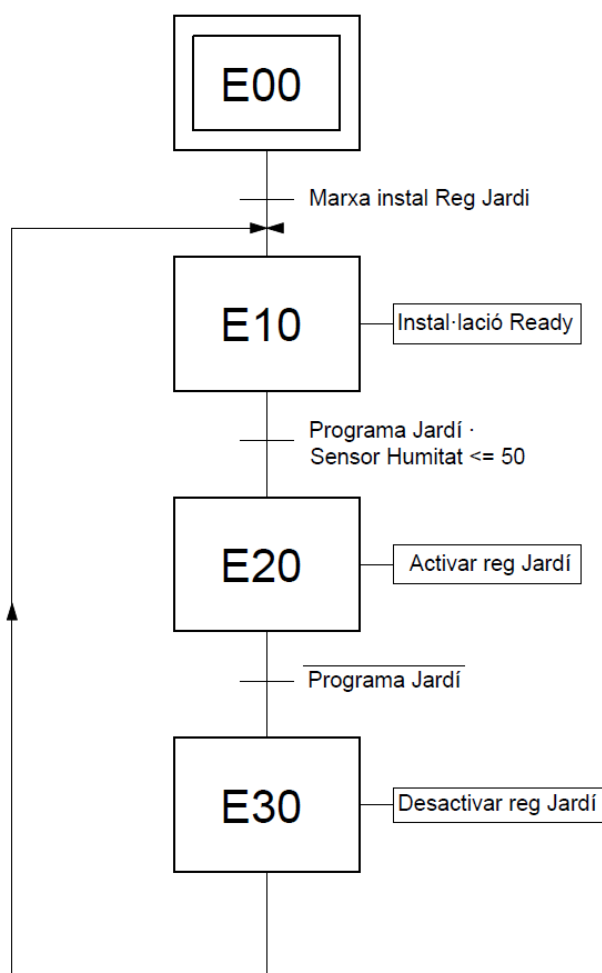 E00
Marxa instal Reg Jardi
E10
Instal·lació Ready
Programa Jardí ·
Sensor Humitat <= 50
E20
Activar reg Jardí
Programa Jardí
E30
Desactivar reg Jardí